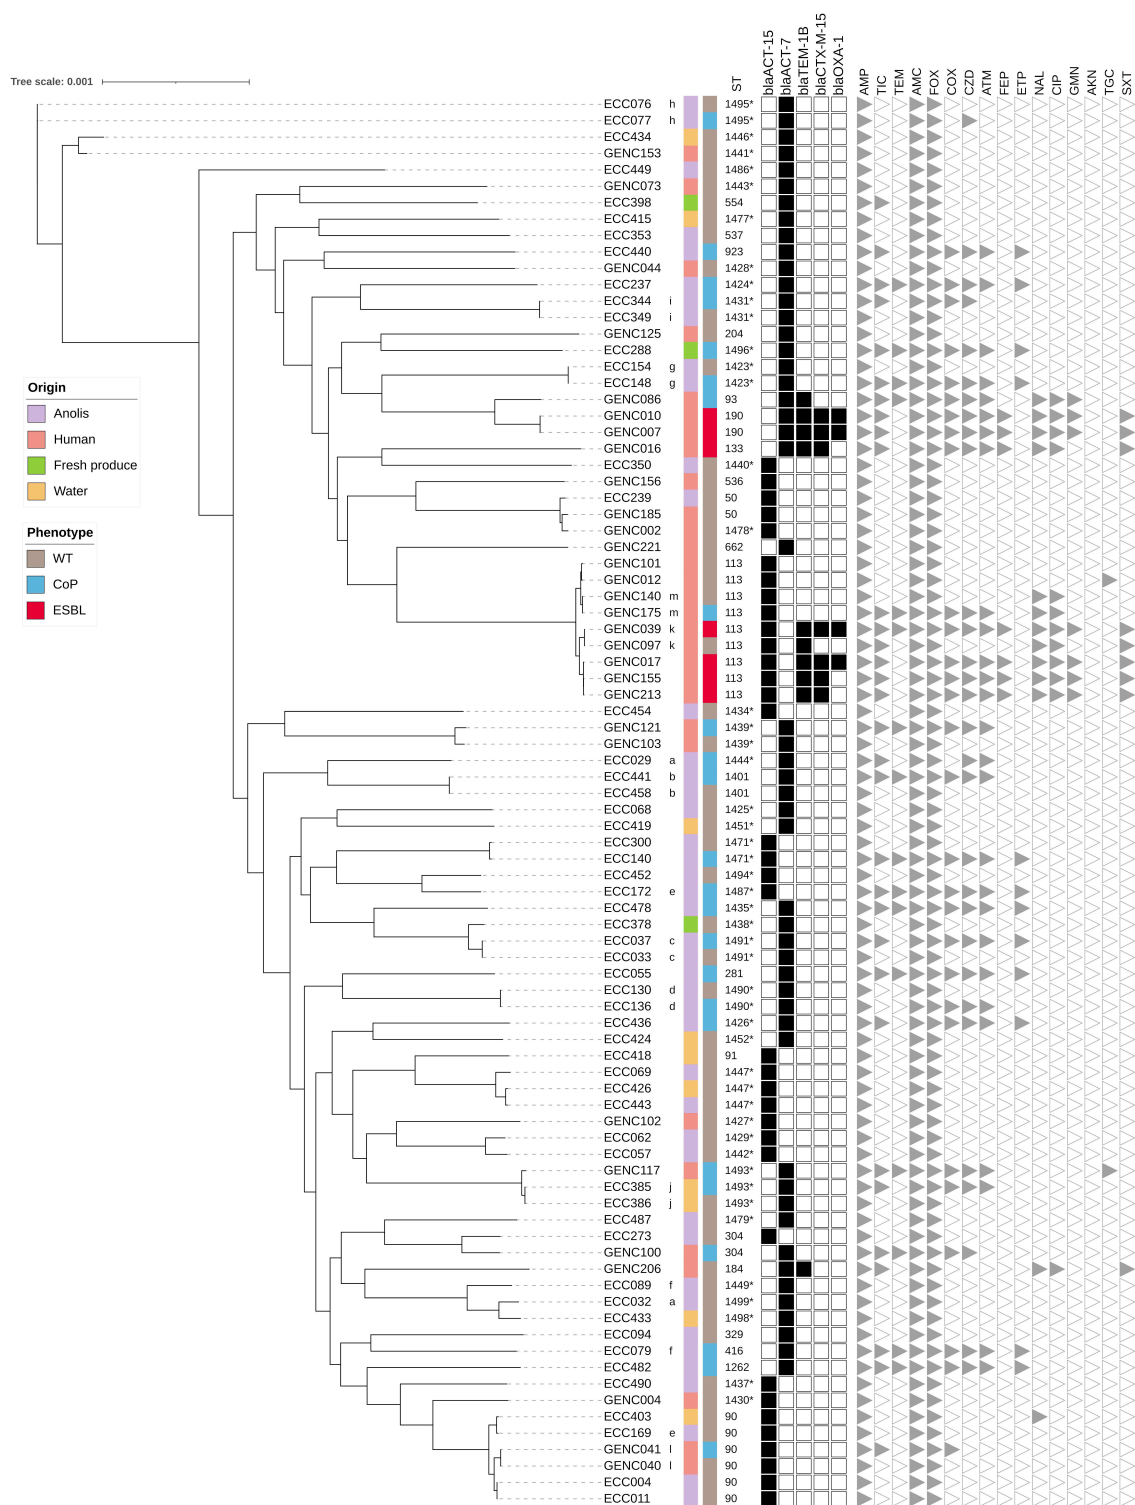 blaACT-15
blaACT-7
blaTEM-1B
blaCTX-M-15
blaOXA-1
ST
AMP
TIC
TEM
AMC
FOX
COX
CZD
ATM
FEP
ETP
NAL
CIP
GMN
AKN
TGC
SXT
Tree scale: 0.001
ECC076 h 1495*
ECC077 h 1495*
ECC434 1446*
GENC153 1441*
ECC449 1486*
GENC073 1443*
ECC398 554
ECC415 1477*
ECC353 537
ECC440 923
GENC044 1428*
ECC237 1424*
ECC344 i 1431*
ECC349 i 1431*
GENC125 204
ECC288 1496*
ECC154 g 1423*
ECC148 g 1423*
GENC086 93
GENC010 190
GENC007 190
GENC016 133
ECC350 1440*
GENC156 536
ECC239 50
GENC185 50
GENC002 1478*
GENC221 662
GENC101 113
GENC012 113
GENC140 m 113
GENC175 m 113
GENC039 k 113
GENC097 k 113
GENC017 113
GENC155 113
GENC213 113
ECC454 1434*
GENC121 1439*
GENC103 1439*
ECC029 a 1444*
ECC441 b 1401
ECC458 b 1401
ECC068 1425*
ECC419 1451*
ECC300 1471*
ECC140 1471*
ECC452 1494*
ECC172 e 1487*
ECC478 1435*
ECC378 1438*
ECC037 c 1491*
ECC033 c 1491*
ECC055 281
ECC130 d 1490*
ECC136 d 1490*
ECC436 1426*
ECC424 1452*
ECC418 91
ECC069 1447*
ECC426 1447*
ECC443 1447*
GENC102 1427*
ECC062 1429*
ECC057 1442*
GENC117 1493*
ECC385 j 1493*
ECC386 j 1493*
ECC487 1479*
ECC273 304
GENC100 304
GENC206 184
ECC089 f 1449*
ECC032 a 1499*
ECC433 1498*
ECC094 329
ECC079 f 416
ECC482 1262
ECC490 1437*
GENC004 1430*
ECC403 90
ECC169 e 90
GENC041 l 90
GENC040 l 90
ECC004 90
ECC011 90
Origin
Anolis
Human
Fresh produce
Water
Phenotype
WT
CoP
ESBL